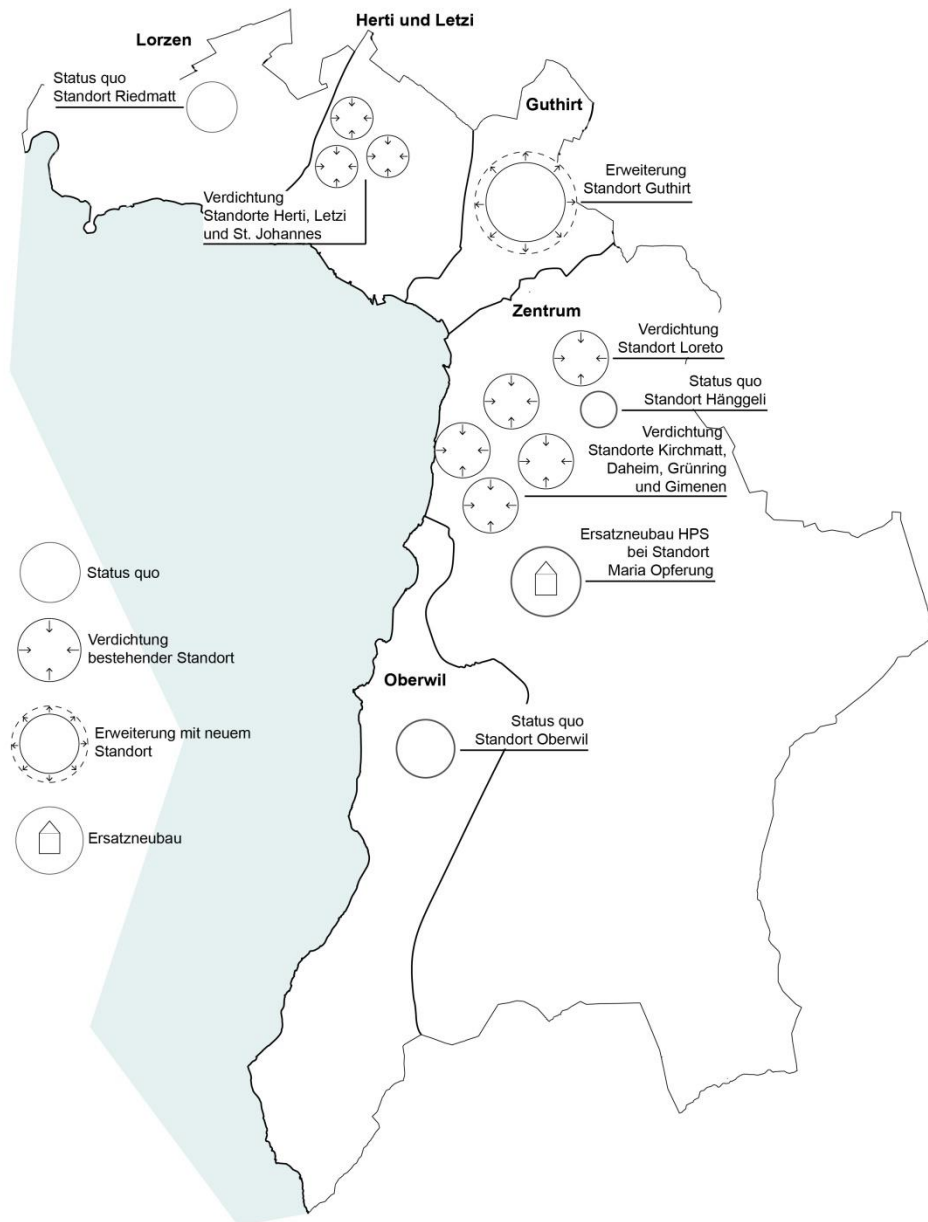 Herti und Letzi
Lorzen
Status quo
Standort Riedmatt
Guthirt
Erweiterung
Standort Guthirt
Verdichtung
Standorte Herti, Letzi
und St. Johannes
Zentrum
Verdichtung
Standort Loreto
Status quo
Standort Hänggeli
Verdichtung
Standorte Kirchmatt,
Daheim, Grünring
und Gimenen
Ersatzneubau HPS
bei Standort
Maria Opferung
Oberwil
Status quo
Standort Oberwil
Status quo
Verdichtung
bestehender Standort
Erweiterung mit neuem
Standort
Ersatzneubau